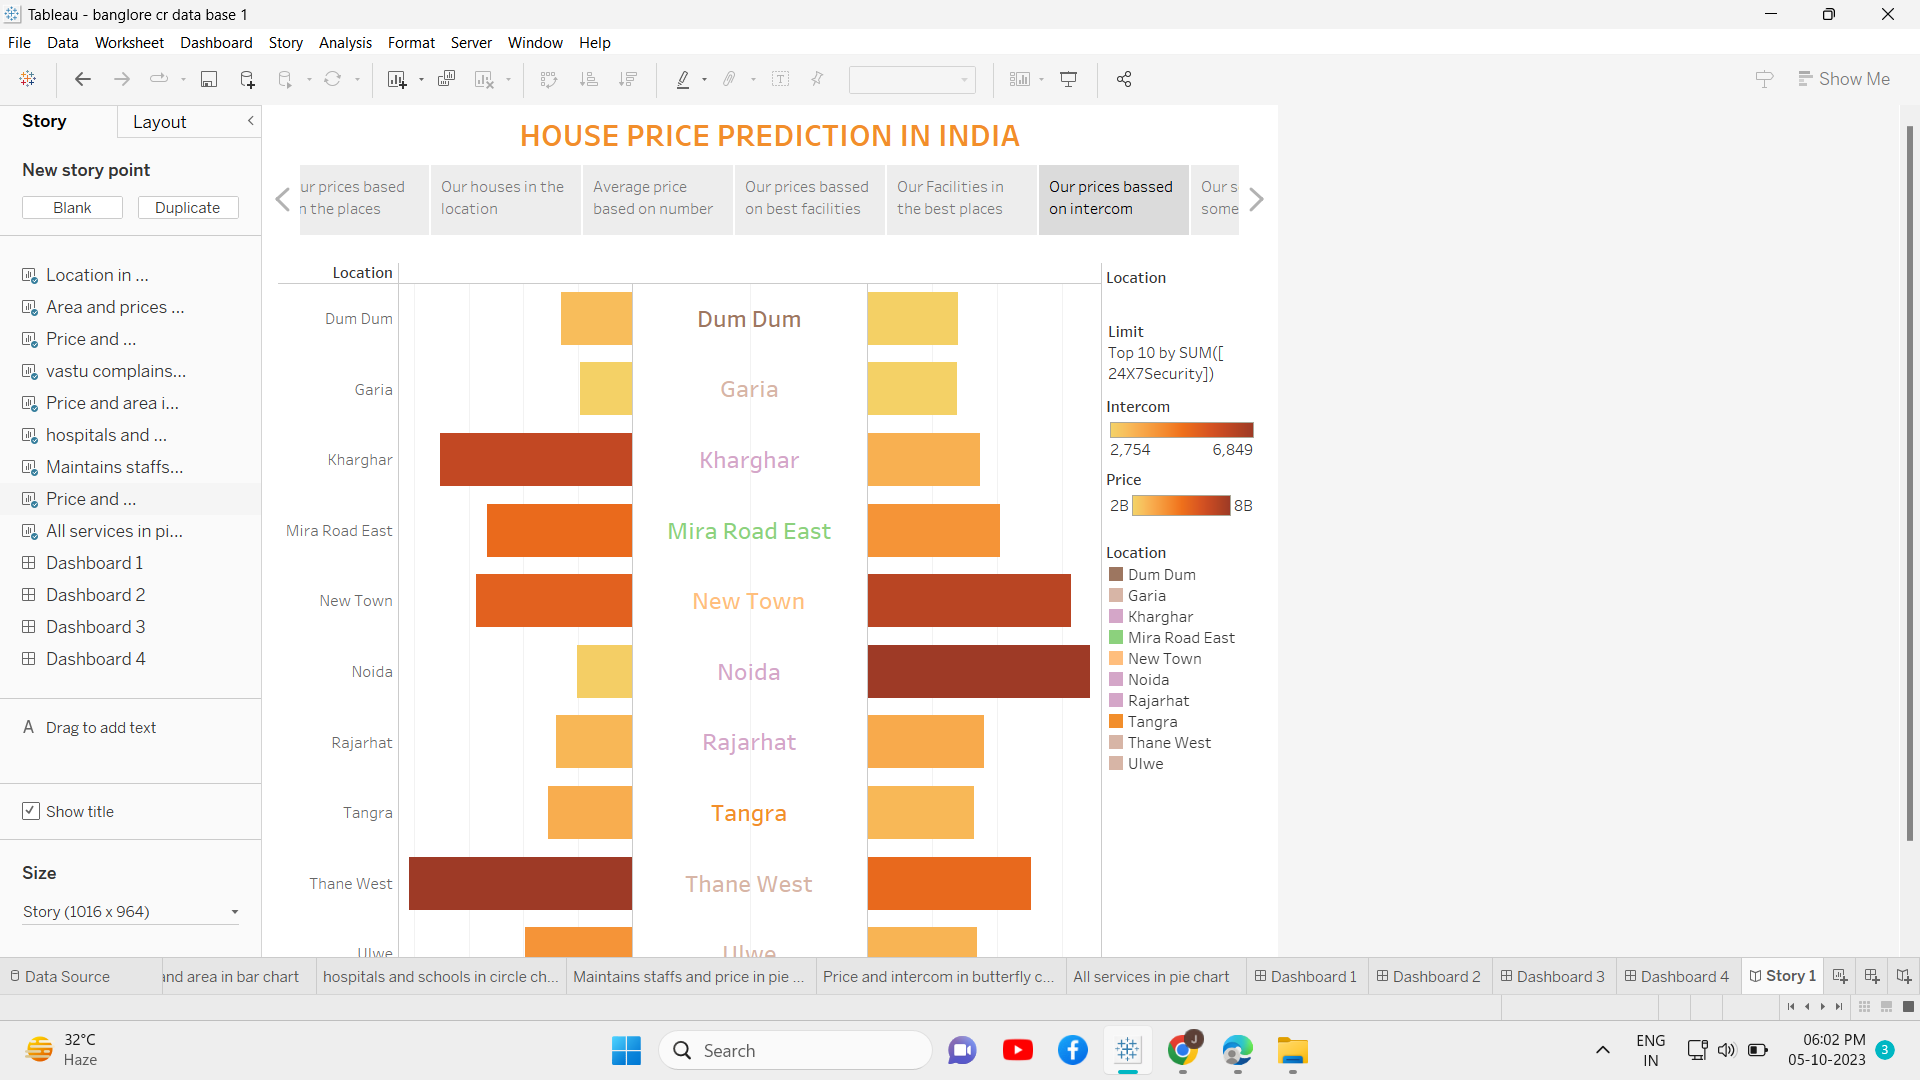 Tableau - banglore cr data base 1
File Data Worksheet Dashboard Story Analysis Format Server Window Help
Show Me
Story
Layout
New story point
Blank
Duplicate
Location in ...
Area and prices ...
Price and ...
vastu complains...
Price and area i...
hospitals and ...
Maintains staffs...
Price and ...
All services in pi...
Dashboard 1
Dashboard 2
Dashboard 3
Dashboard 4
A Drag to add text
Show title
Size
Story (1016 x 964)
HOUSE PRICE PREDICTION IN INDIA
ur prices based
n the places
Our houses in the
location
Average price
based on number
Our prices bassed
on best facilities
Our Facilities in
the best places
Our prices bassed
on intercom
Our s
some
Location
Dum Dum
Garia
Kharghar
Mira Road East
New Town
Noida
Rajarhat
Tangra
Thane West
Ulwe
Dum Dum
Garia
Kharghar
Mira Road East
New Town
Noida
Rajarhat
Tangra
Thane West
Ulwe
Location
Limit
Top 10 by SUM([
24X7Security])
Intercom
2,754 6,849
Price
2B 8B
Location
Dum Dum
Garia
Kharghar
Mira Road East
New Town
Noida
Rajarhat
Tangra
Thane West
Ulwe
Data Source
and area in bar chart
hospitals and schools in circle ch...
Maintains staffs and price in pie ...
Price and intercom in butterfly c...
All services in pie chart
Dashboard 1
Dashboard 2
Dashboard 3
Dashboard 4
Story 1
32°C
Haze
Search
J
ENG
IN
06:02 PM
05-10-2023
3